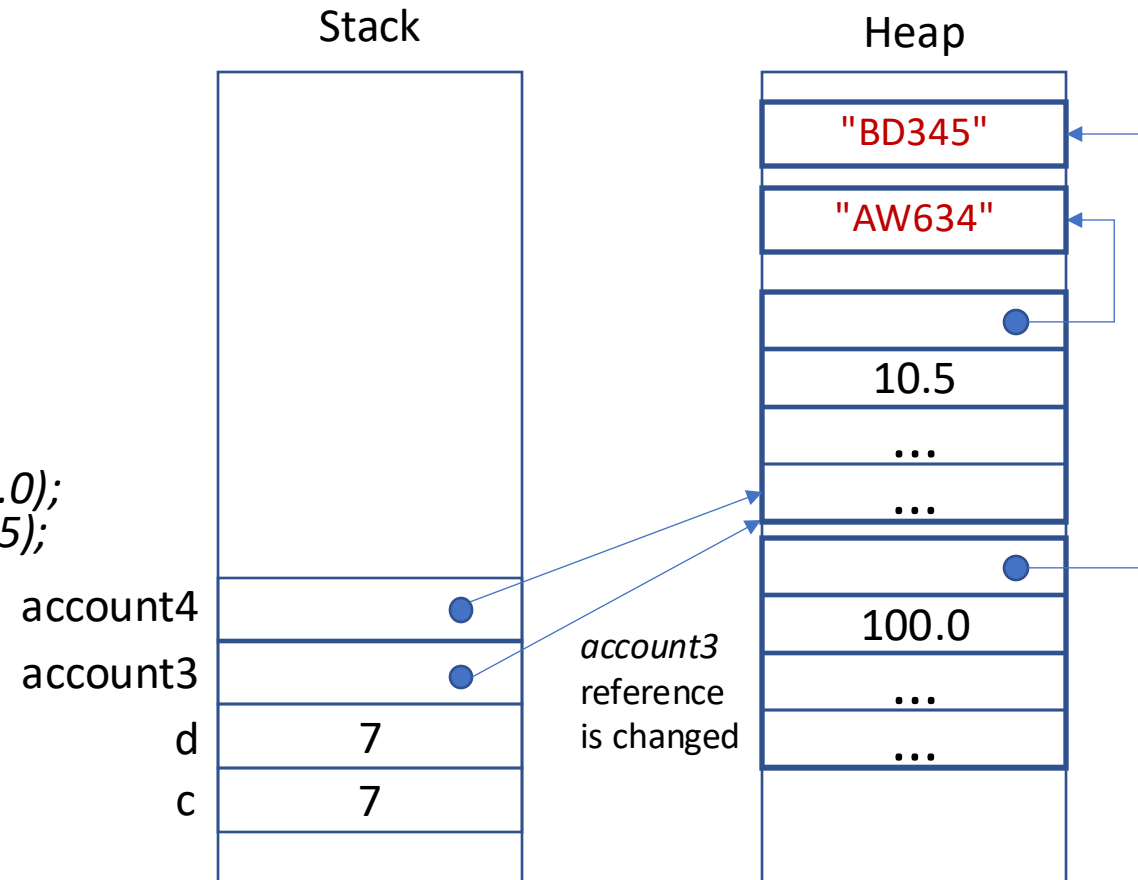 Stack
Heap
"BD345"
"AW634"
10.5
...
...
.0);
5);
account4
account3
d
7
c
7
account3
reference
is changed
100.0
...
...